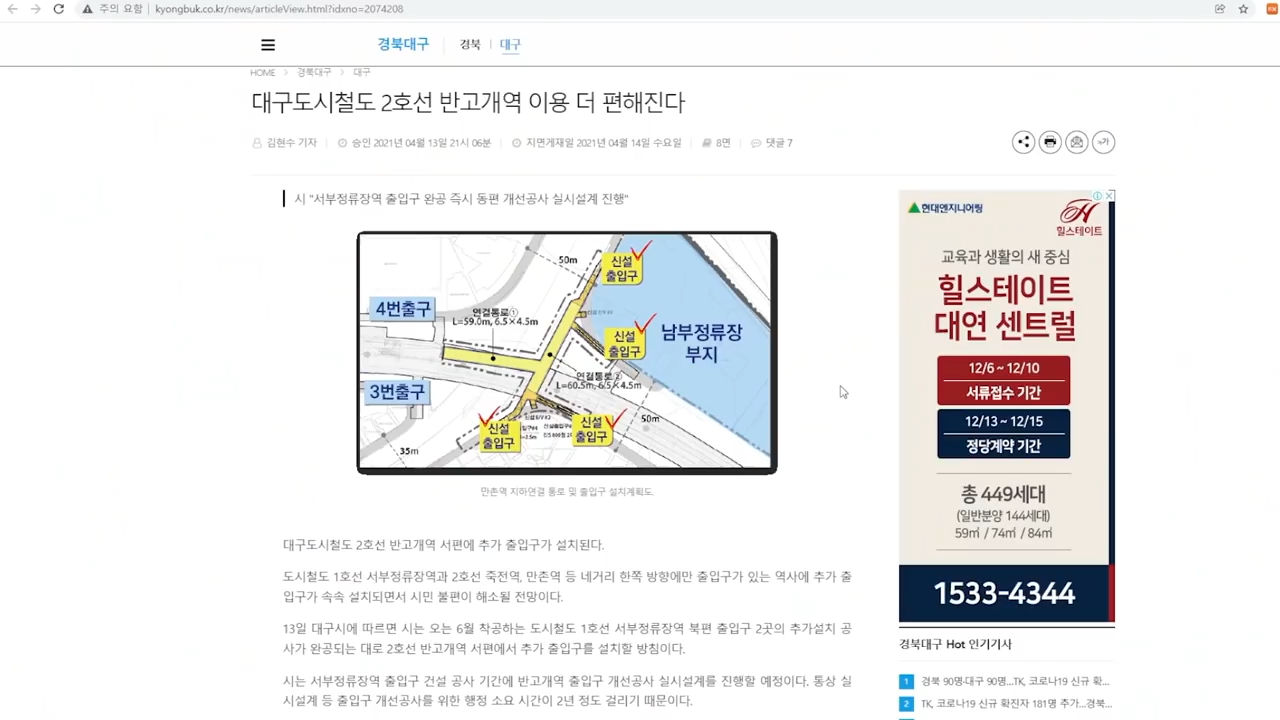 주의 요함 | kyongbuk.co.kr/news/articleView.html?idxno=2074208
경북대구 경북 대구
HOME > 경북대구 > 대구
대구도시철도 2호선 반고개역 이용 더 편해진다
김현수 기자 승인 2021년 04월 13일 21시 06분 지면게재일 2021년 04월 14일 수요일 8면 댓글 7
+가
시 "서부정류장역 출입구 완공 즉시 동편 개선공사 실시설계 진행"
50m
신설
출입구
4번출구
연결통로①
L=59.0m, 6.5×4.5m
신설
출입구
남부정류장
부지
연결통로②
L=60.5m, 6.5×4.5m
3번출구
신설
출입구
신설
출입구
50m
35m
만촌역 지하연결 통로 및 출입구 설치계획도.
대구도시철도 2호선 반고개역 서편에 추가 출입구가 설치된다.
도시철도 1호선 서부정류장역과 2호선 죽전역, 만촌역 등 네거리 한쪽 방향에만 출입구가 있는 역사에 추가 출
입구가 속속 설치되면서 시민 불편이 해소될 전망이다.
13일 대구시에 따르면 시는 오는 6월 착공하는 도시철도 1호선 서부정류장역 북편 출입구 2곳의 추가설치 공
사가 완공되는 대로 2호선 반고개역 서편에서 추가 출입구를 설치할 방침이다.
시는 서부정류장역 출입구 건설 공사 기간에 반고개역 출입구 개선공사 실시설계를 진행할 예정이다. 통상 실
시설계 등 출입구 개선공사를 위한 행정 소요 시간이 2년 정도 걸리기 때문이다.
현대엔지니어링
H
힐스테이트
교육과 생활의 새 중심
힐스테이트
대연 센트럴
12/6 ~ 12/10
서류접수 기간
12/13 ~ 12/15
정당계약 기간
총 449세대
(일반분양 144세대)
59㎡ / 74㎡ / 84㎡
1533-4344
경북대구 Hot 인기기사
1 경북 90명·대구 90명...TK, 코로나19 신규 확...
2 TK, 코로나19 신규 확진자 181명 추가...경북...